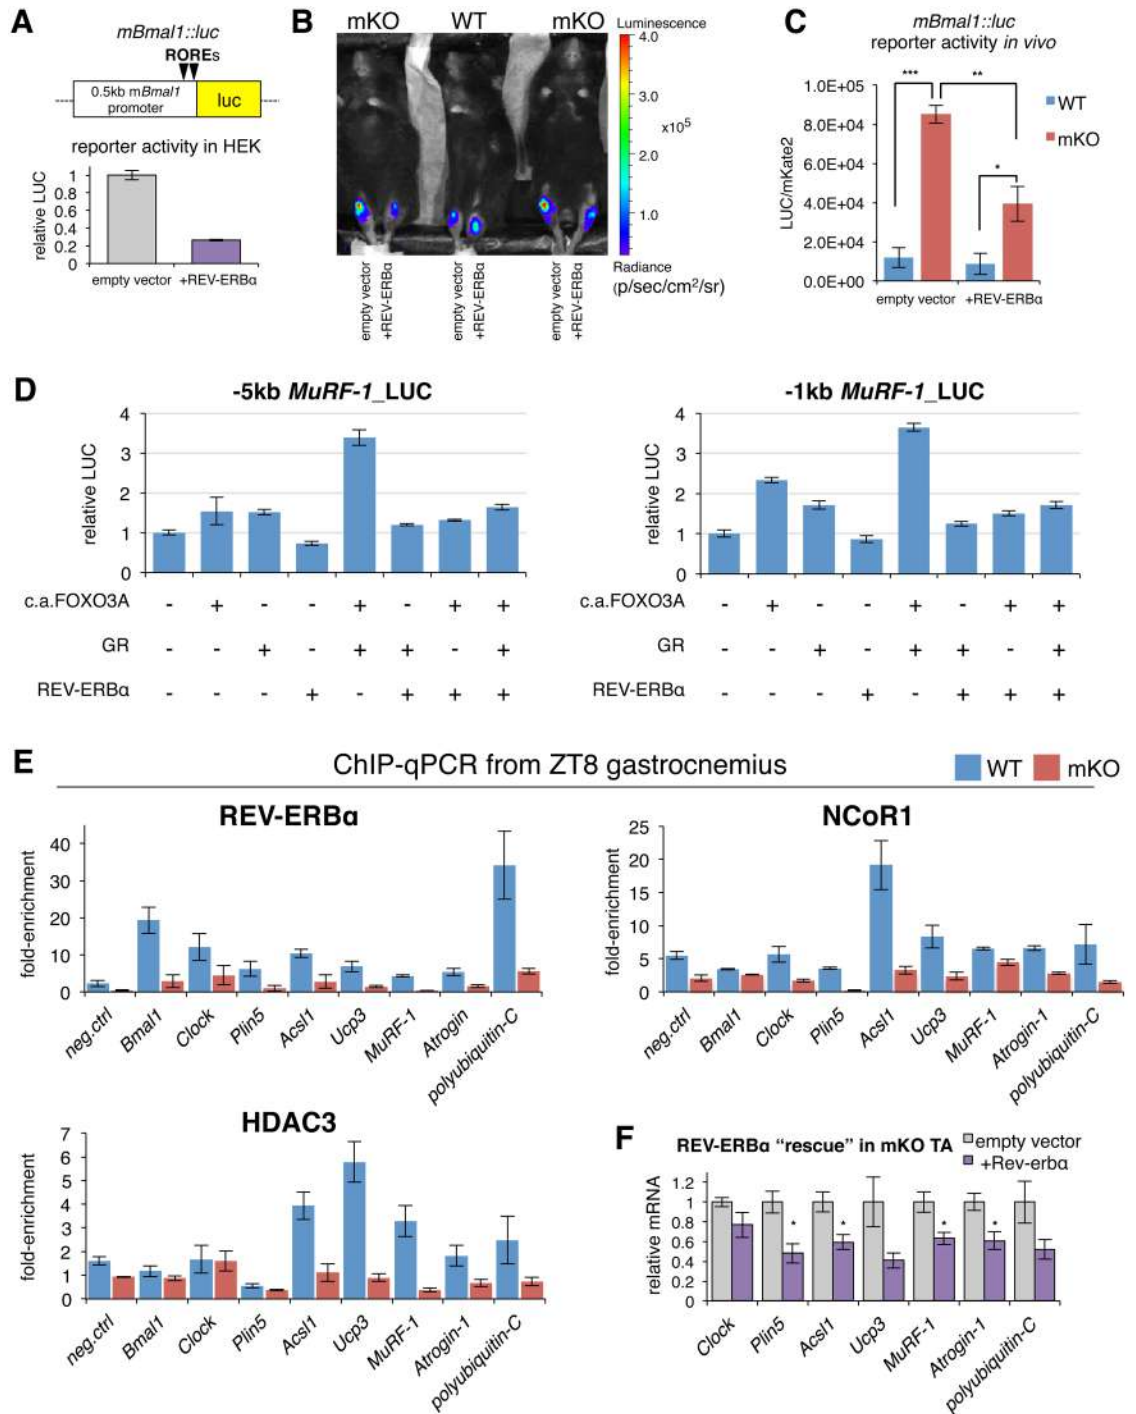 A
mBmal1::luc
ROREs
0.5kb mBmal1
promoter
luc
reporter activity in HEK
relative LUC
1
0.8
0.6
0.4
0.2
0
empty vector +REV-ERBα
B
mKO WT mKO
Luminescence
4.0
3.0
x10⁵
2.0
1.0
Radiance
(p/sec/cm²/sr)
empty vector
+REV-ERBα
empty vector
+REV-ERBα
empty vector
+REV-ERBα
C
mBmal1::luc
reporter activity in vivo
LUC/mKate2
1.0E+05
8.0E+04
6.0E+04
4.0E+04
2.0E+04
0.0E+00
*** **
*
WT
mKO
empty vector +REV-ERBα
D
-5kb MuRF-1_LUC
relative LUC
4
3
2
1
0
c.a.FOXO3A - + - - + - + +
GR - - + - + + - +
REV-ERBα - - - + - + + +
-1kb MuRF-1_LUC
relative LUC
4
3
2
1
0
c.a.FOXO3A - + - - + - + +
GR - - + - + + - +
REV-ERBα - - - + - + + +
E
ChIP-qPCR from ZT8 gastrocnemius
WT mKO
REV-ERBα
fold-enrichment
40
30
20
10
0
neg.ctrl Bmal1 Clock Plin5 Acsl1 Ucp3 MuRF-1 Atrogin polyubiquitin-C
NCoR1
fold-enrichment
25
20
15
10
5
0
neg.ctrl Bmal1 Clock Plin5 Acsl1 Ucp3 MuRF-1 Atrogin-1 polyubiquitin-C
HDAC3
fold-enrichment
7
6
5
4
3
2
1
0
neg.ctrl Bmal1 Clock Plin5 Acsl1 Ucp3 MuRF-1 Atrogin-1 polyubiquitin-C
F
REV-ERBα “rescue” in mKO TA
empty vector
+Rev-erbα
relative mRNA
1.2
1
0.8
0.6
0.4
0.2
0
* * * *
Clock Plin5 Acsl1 Ucp3 MuRF-1 Atrogin-1 polyubiquitin-C